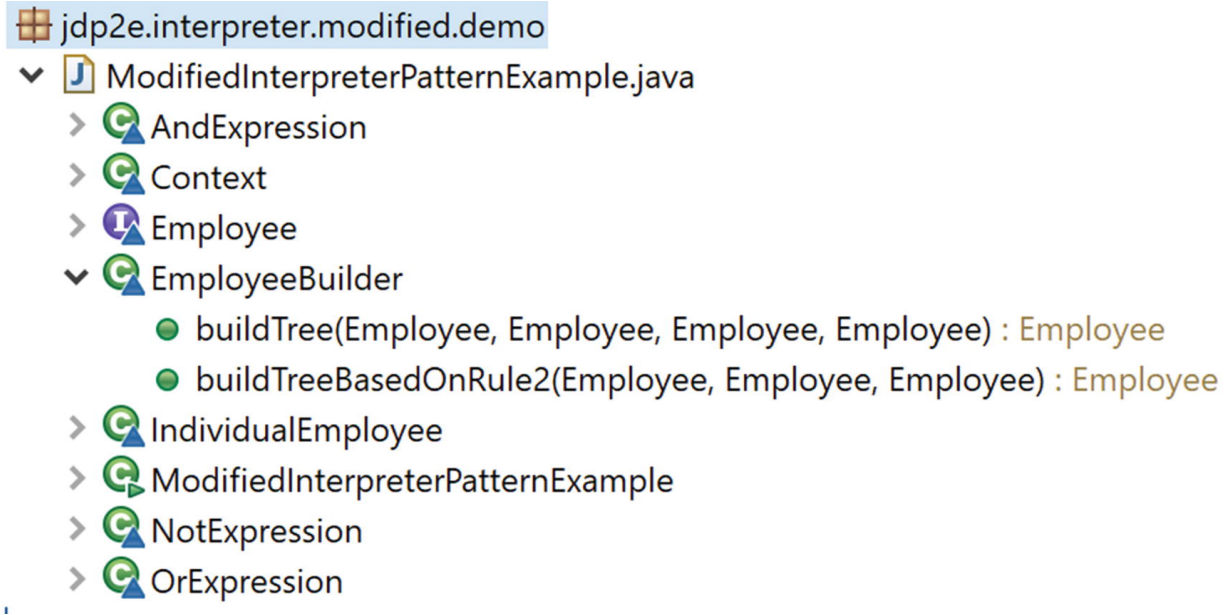 jdp2e.interpreter.modified.demo
ModifiedInterpreterPatternExample.java
AndExpression
Context
Employee
EmployeeBuilder
buildTree(Employee, Employee, Employee, Employee) : Employee
buildTreeBasedOnRule2(Employee, Employee, Employee) : Employee
IndividualEmployee
ModifiedInterpreterPatternExample
NotExpression
OrExpression